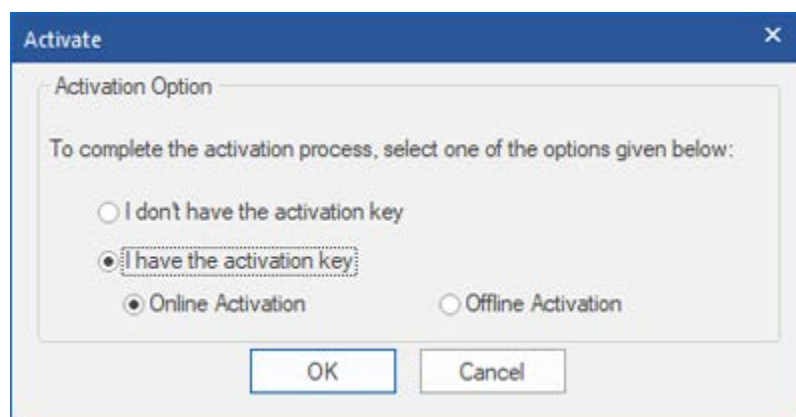 Activate
Activation Option
To complete the activation process, select one of the options given below:
I don't have the activation key
I have the activation key
Online Activation Offline Activation
OK Cancel